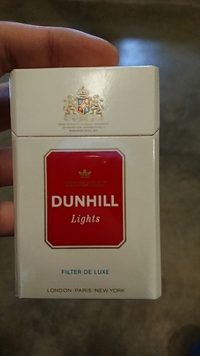 DUNHILL
Lights
FILTER DE LUXE
LONDON·PARIS·NEW YORK